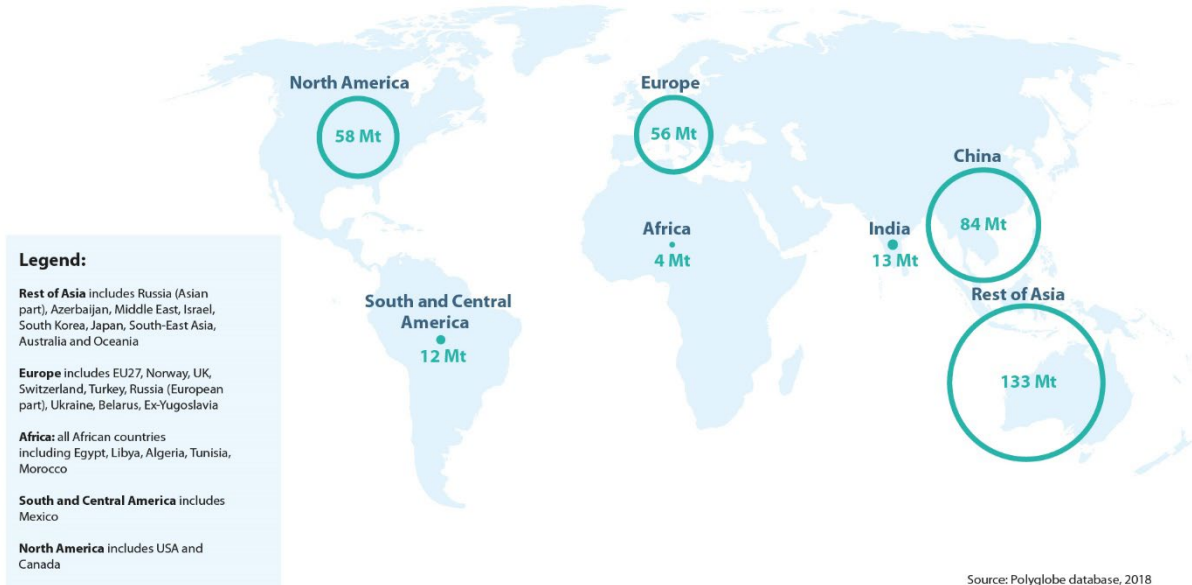 North America
58 Mt
Europe
56 Mt
China
84 Mt
Africa
4 Mt
India
13 Mt
Rest of Asia
133 Mt
South and Central
America
12 Mt
Legend:
Rest of Asia includes Russia (Asian
part), Azerbaijan, Middle East, Israel,
South Korea, Japan, South-East Asia,
Australia and Oceania
Europe includes EU27, Norway, UK,
Switzerland, Turkey, Russia (European
part), Ukraine, Belarus, Ex-Yugoslavia
Africa: all African countries
including Egypt, Libya, Algeria, Tunisia,
Morocco
South and Central America includes
Mexico
North America includes USA and
Canada
Source: Polyglobe database, 2018